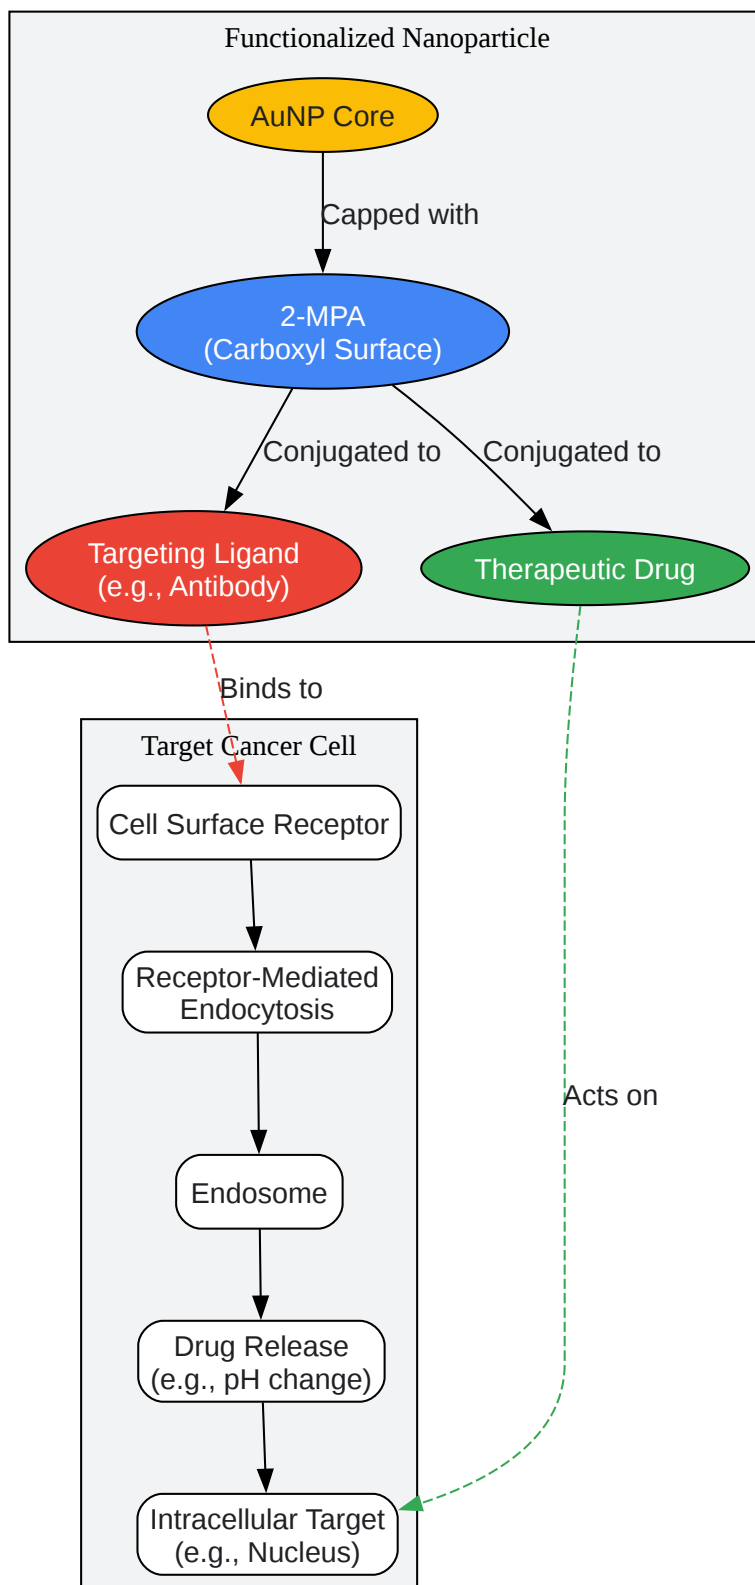 Functionalized Nanoparticle
AuNP Core
Capped with
2-MPA
(Carboxyl Surface)
Conjugated to
Conjugated to
Targeting Ligand
(e.g., Antibody)
Therapeutic Drug
Binds to
Target Cancer Cell
Cell Surface Receptor
Receptor-Mediated
Endocytosis
Acts on
Endosome
Drug Release
(e.g., pH change)
Intracellular Target
(e.g., Nucleus)